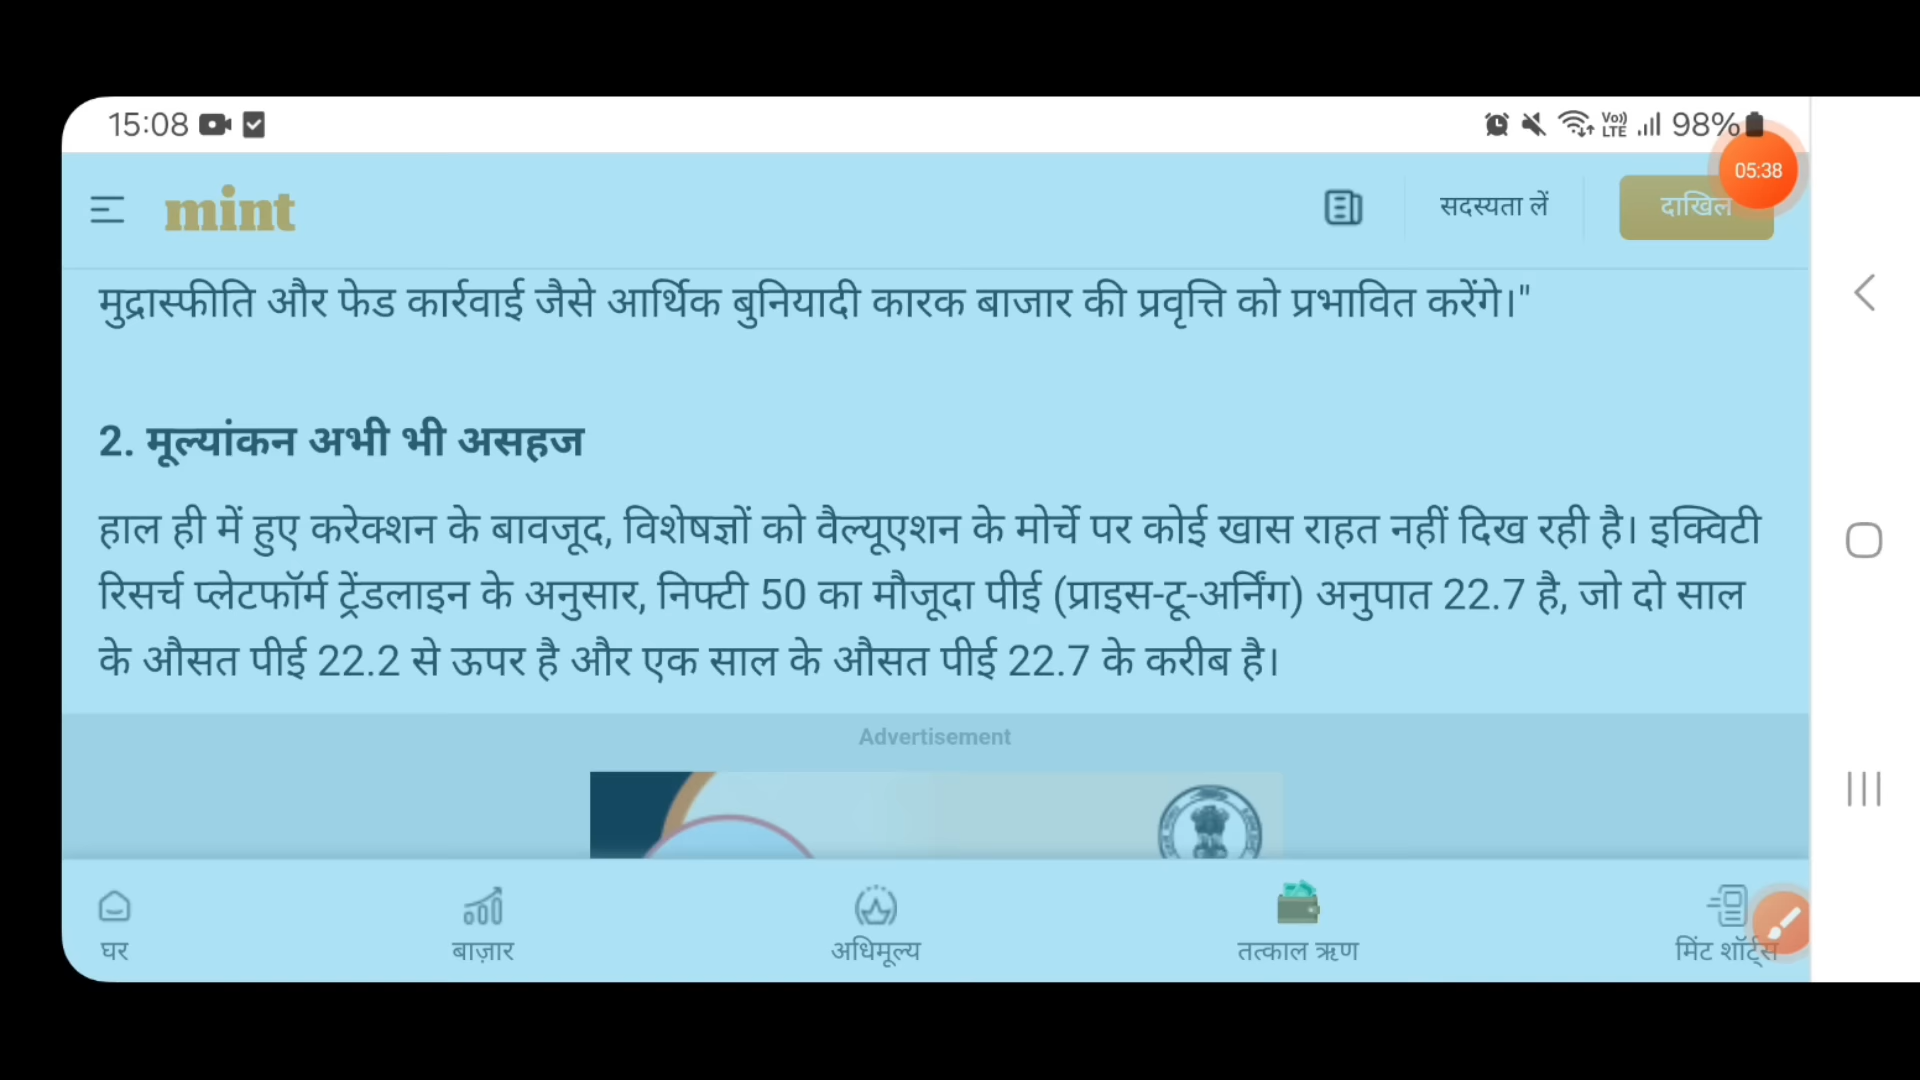 15:08
Vo)) LTE
98%
mint
सदस्यता लें
दाखिल
05:38
मुद्रास्फीति और फेड कार्रवाई जैसे आर्थिक बुनियादी कारक बाजार की प्रवृत्ति को प्रभावित करेंगे।"
2. मूल्यांकन अभी भी असहज
हाल ही में हुए करेक्शन के बावजूद, विशेषज्ञों को वैल्यूएशन के मोर्चे पर कोई खास राहत नहीं दिख रही है। इक्विटी
रिसर्च प्लेटफॉर्म ट्रेंडलाइन के अनुसार, निफ्टी 50 का मौजूदा पीई (प्राइस-टू-अर्निंग) अनुपात 22.7 है, जो दो साल
के औसत पीई 22.2 से ऊपर है और एक साल के औसत पीई 22.7 के करीब है।
Advertisement
घर
बाज़ार
अधिमूल्य
तत्काल ऋण
मिंट शॉर्ट्स